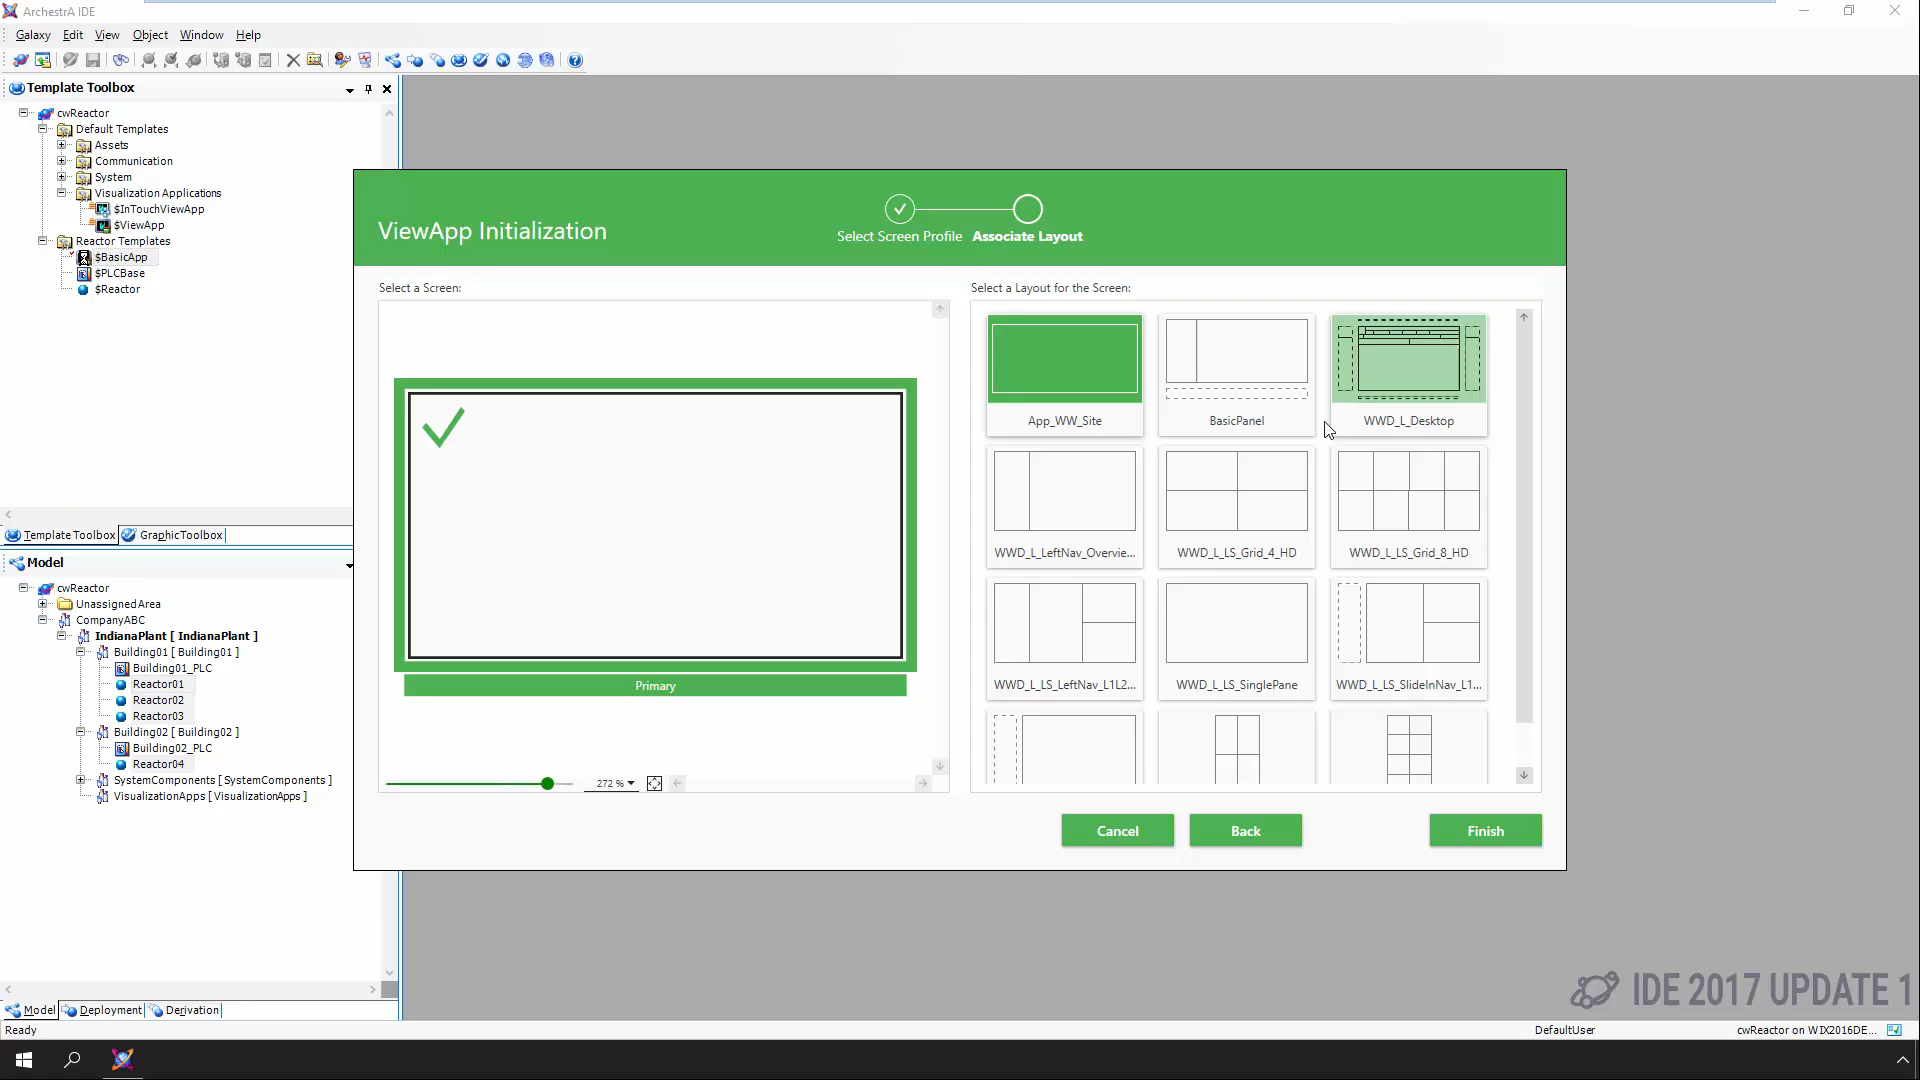 ArchestrA IDE
Galaxy Edit View Object Window Help
Template Toolbox
cwReactor
Default Templates
Assets
Communication
System
Visualization Applications
$InTouchViewApp
$ViewApp
Reactor Templates
$BasicApp
$PLCBase
$Reactor
Template Toolbox Graphic Toolbox
Model
cwReactor
Unassigned Area
CompanyABC
IndianaPlant [ IndianaPlant ]
Building01 [ Building01 ]
Building01_PLC
Reactor01
Reactor02
Reactor03
Building02 [ Building02 ]
Building02_PLC
Reactor04
SystemComponents [ SystemComponents ]
VisualizationApps [ VisualizationApps ]
Model Deployment Derivation
Ready
ViewApp Initialization
Select Screen Profile Associate Layout
Select a Screen:
Primary
272 %
Select a Layout for the Screen:
App_WW_Site BasicPanel WWD_L_Desktop
WWD_L_LeftNav_Overvie... WWD_L_LS_Grid_4_HD WWD_L_LS_Grid_8_HD
WWD_L_LS_LeftNav_L1L2... WWD_L_LS_SinglePane WWD_L_LS_SlideInNav_L1...
Cancel Back Finish
IDE 2017 UPDATE 1
DefaultUser cwReactor on WIX2016DE...